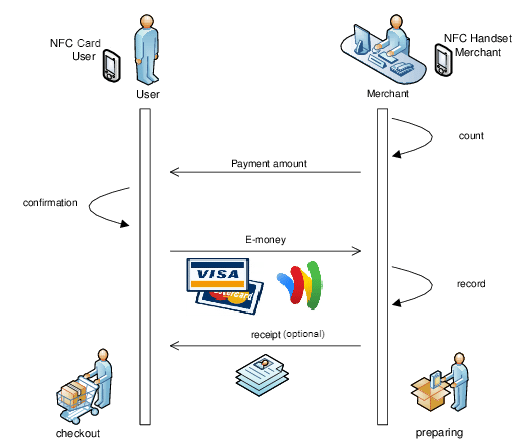 NFC Card
User
NFC Handset
Merchant
User
Merchant
count
Payment amount
confirmation
E-money
VISA
MasterCard
record
receipt (optional)
checkout
preparing